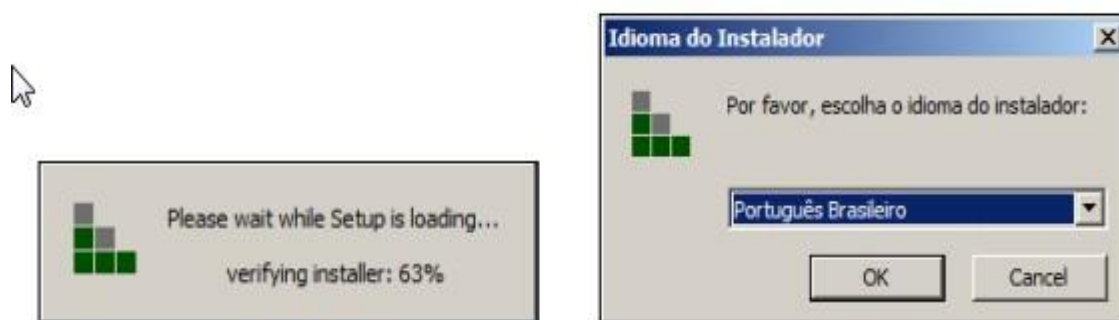 Please wait while Setup is loading...
verifying installer: 63%
Idioma do Instalador
Por favor, escolha o idioma do instalador:
Português Brasileiro
OK
Cancel